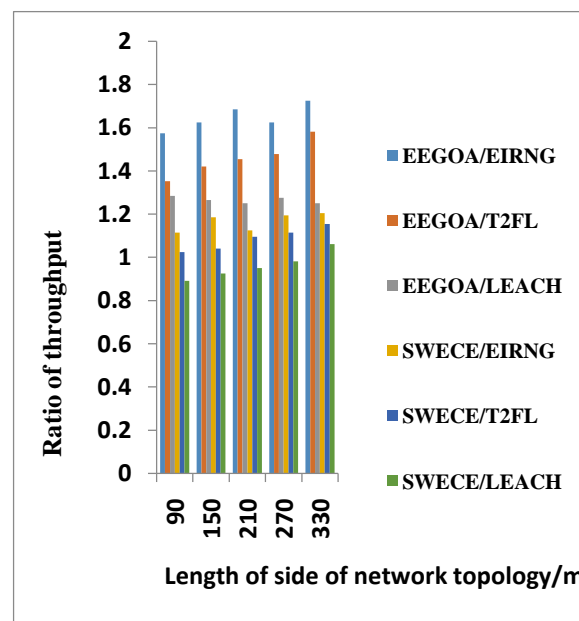 2
1.8
1.6
1.4
1.2
1
0.8
0.6
0.4
0.2
0
Ratio of throughput
90
150
210
270
330
Length of side of network topology/m
EEGOA/EIRNG
EEGOA/T2FL
EEGOA/LEACH
SWECE/EIRNG
SWECE/T2FL
SWECE/LEACH